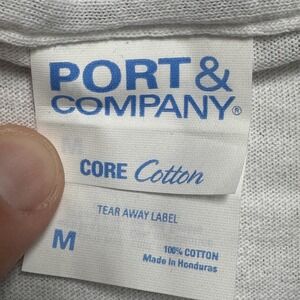 PORT &
COMPANY®
CORE Cotton
TEAR AWAY LABEL
M
100% COTTON
Made in Honduras